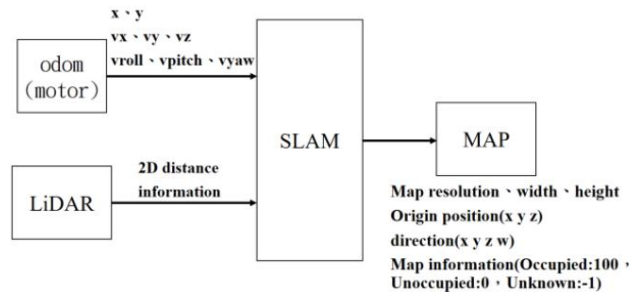 x、y
vx、vy、vz
vroll、vpitch、vyaw
odom
(motor)
SLAM
MAP
2D distance
information
LiDAR
Map resolution、width、height
Origin position(x y z)
direction(x y z w)
Map information(Occupied:100，
Unoccupied:0，Unknown:-1)